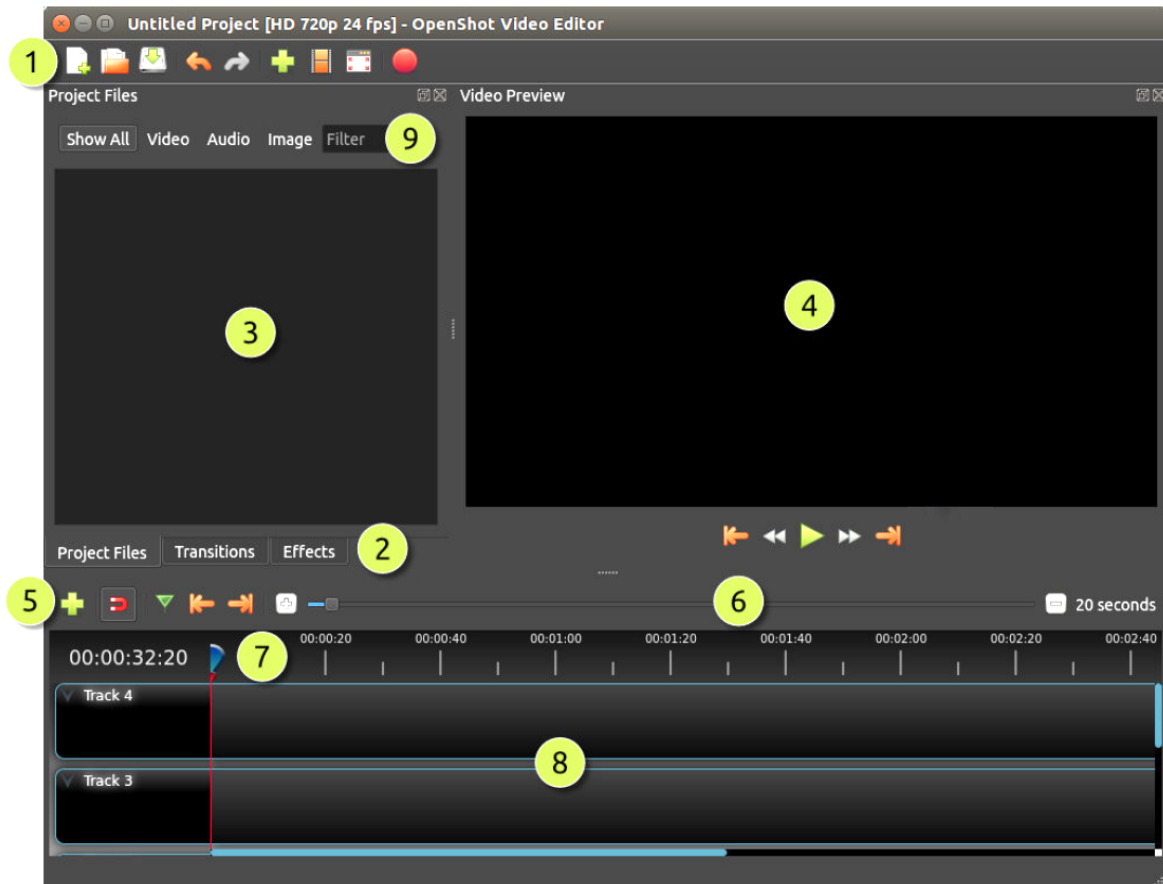 Untitled Project [HD 720p 24 fps] - OpenShot Video Editor
1
Project Files
Video Preview
Show All Video Audio Image Filter 9
3
4
Project Files Transitions Effects 2
5
6
20 seconds
00:00:32:20
7
00:00:20 00:00:40 00:01:00 00:01:20 00:01:40 00:02:00 00:02:20 00:02:40
Track 4
8
Track 3